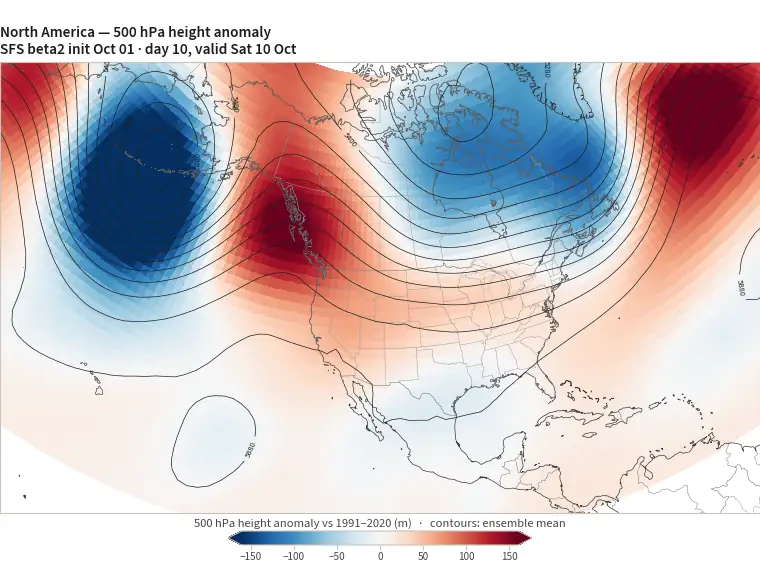 North America — 500 hPa height anomaly
SFS beta2 init Oct 01 · day 10, valid Sat 10 Oct
5880
5880
500 hPa height anomaly vs 1991–2020 (m) · contours: ensemble mean
−150 −100 −50 0 50 100 150